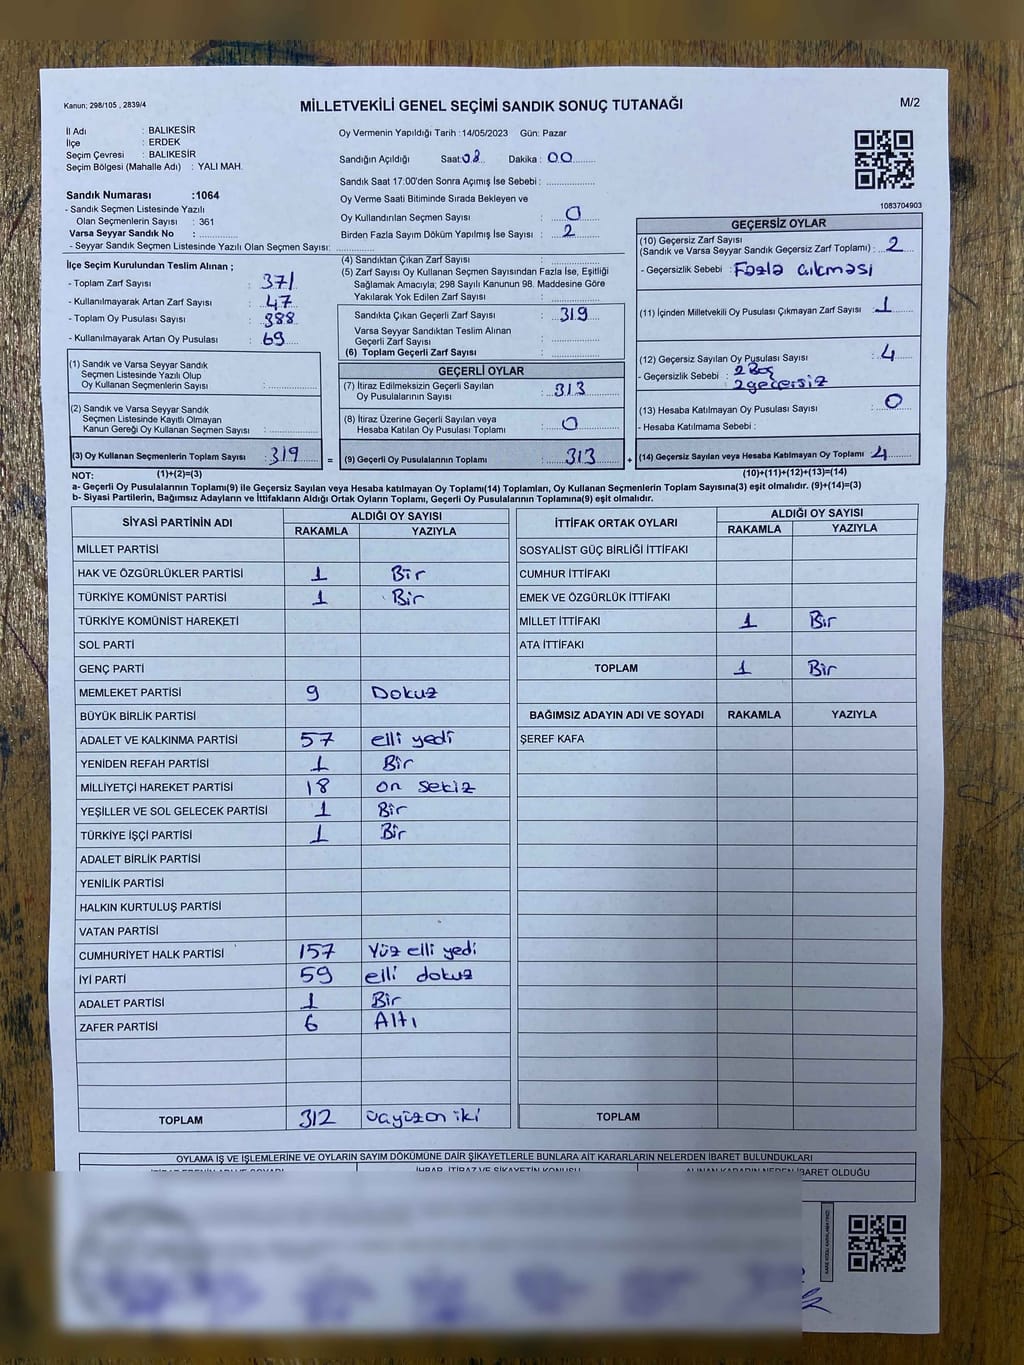 Kanun; 298/105 , 2839/4
MİLLETVEKİLİ GENEL SEÇİMİ SANDIK SONUÇ TUTANAĞI
M/2
İl Adı : BALIKESİR
İlçe : ERDEK
Seçim Çevresi : BALIKESİR
Seçim Bölgesi (Mahalle Adı) : YALI MAH.
Sandık Numarası :1064
- Sandık Seçmen Listesinde Yazılı
Olan Seçmenlerin Sayısı : 361
Varsa Seyyar Sandık No :
- Seyyar Sandık Seçmen Listesinde Yazılı Olan Seçmen Sayısı:
Oy Vermenin Yapıldığı Tarih :14/05/2023 Gün: Pazar
Sandığın Açıldığı Saat:08 Dakika : 00
Sandık Saat 17:00'den Sonra Açımış İse Sebebi :
Oy Verme Saati Bitiminde Sırada Bekleyen ve
Oy Kullandırılan Seçmen Sayısı : 0
Birden Fazla Sayım Döküm Yapılmış İse Sayısı : 2
1083704903
İlçe Seçim Kurulundan Teslim Alınan ;
- Toplam Zarf Sayısı : 371
- Kullanılmayarak Artan Zarf Sayısı : 47
- Toplam Oy Pusulası Sayısı : 388
- Kullanılmayarak Artan Oy Pusulası : 69
(1) Sandık ve Varsa Seyyar Sandık
Seçmen Listesinde Yazılı Olup
Oy Kullanan Seçmenlerin Sayısı :
(2) Sandık ve Varsa Seyyar Sandık
Seçmen Listesinde Kayıtlı Olmayan
Kanun Gereği Oy Kullanan Seçmen Sayısı :
(3) Oy Kullanan Seçmenlerin Toplam Sayısı : 319
(4) Sandıktan Çıkan Zarf Sayısı :
(5) Zarf Sayısı Oy Kullanan Seçmen Sayısından Fazla İse, Eşitliği
Sağlamak Amacıyla; 298 Sayılı Kanunun 98. Maddesine Göre
Yakılarak Yok Edilen Zarf Sayısı :
Sandıkta Çıkan Geçerli Zarf Sayısı : 319
Varsa Seyyar Sandıktan Teslim Alınan
Geçerli Zarf Sayısı :
(6) Toplam Geçerli Zarf Sayısı :
GEÇERLİ OYLAR
(7) İtiraz Edilmeksizin Geçerli Sayılan
Oy Pusulalarının Sayısı : 313
(8) İtiraz Üzerine Geçerli Sayılan veya
Hesaba Katılan Oy Pusulası Toplamı : 0
= (9) Geçerli Oy Pusulalarının Toplamı : 313 +
GEÇERSİZ OYLAR
(10) Geçersiz Zarf Sayısı
(Sandık ve Varsa Seyyar Sandık Geçersiz Zarf Toplamı) : 2
- Geçersizlik Sebebi : Fazla çıkması
(11) İçinden Milletvekili Oy Pusulası Çıkmayan Zarf Sayısı : 1
(12) Geçersiz Sayılan Oy Pusulası Sayısı : 4
- Geçersizlik Sebebi : 2 Boş
2 geçersiz
(13) Hesaba Katılmayan Oy Pusulası Sayısı : 0
- Hesaba Katılmama Sebebi :
(14) Geçersiz Sayılan veya Hesaba Katılmayan Oy Toplamı : 4
NOT: (1)+(2)=(3)
(10)+(11)+(12)+(13)=(14)
a- Geçerli Oy Pusulalarının Toplamı(9) ile Geçersiz Sayılan veya Hesaba katılmayan Oy Toplamı(14) Toplamları, Oy Kullanan Seçmenlerin Toplam Sayısına(3) eşit olmalıdır. (9)+(14)=(3)
b- Siyasi Partilerin, Bağımsız Adayların ve İttifakların Aldığı Ortak Oyların Toplamı, Geçerli Oy Pusulalarının Toplamına(9) eşit olmalıdır.
SİYASİ PARTİNİN ADI ALDIĞI OY SAYISI
RAKAMLA YAZIYLA
MİLLET PARTİSİ
HAK VE ÖZGÜRLÜKLER PARTİSİ 1 Bir
TÜRKİYE KOMÜNİST PARTİSİ 1 Bir
TÜRKİYE KOMÜNİST HAREKETİ
SOL PARTİ
GENÇ PARTİ
MEMLEKET PARTİSİ 9 Dokuz
BÜYÜK BİRLİK PARTİSİ
ADALET VE KALKINMA PARTİSİ 57 elli yedi
YENİDEN REFAH PARTİSİ 1 Bir
MİLLİYETÇİ HAREKET PARTİSİ 18 on sekiz
YEŞİLLER VE SOL GELECEK PARTİSİ 1 Bir
TÜRKİYE İŞÇİ PARTİSİ 1 Bir
ADALET BİRLİK PARTİSİ
YENİLİK PARTİSİ
HALKIN KURTULUŞ PARTİSİ
VATAN PARTİSİ
CUMHURİYET HALK PARTİSİ 157 Yüz elli yedi
İYİ PARTİ 59 elli dokuz
ADALET PARTİSİ 1 Bir
ZAFER PARTİSİ 6 Altı
TOPLAM 312 üçyüzon iki
İTTİFAK ORTAK OYLARI ALDIĞI OY SAYISI
RAKAMLA YAZIYLA
SOSYALİST GÜÇ BİRLİĞİ İTTİFAKI
CUMHUR İTTİFAKI
EMEK VE ÖZGÜRLÜK İTTİFAKI
MİLLET İTTİFAKI 1 Bir
ATA İTTİFAKI
TOPLAM 1 Bir
BAĞIMSIZ ADAYIN ADI VE SOYADI RAKAMLA YAZIYLA
ŞEREF KAFA
TOPLAM
OYLAMA İŞ VE İŞLEMLERİNE VE OYLARIN SAYIM DÖKÜMÜNE DAİR ŞİKAYETLERLE BUNLARA AİT KARARLARIN NELERDEN İBARET BULUNDUKLARI
İTİRAZ EDENİN ADI VE SOYADI İHBAR, İTİRAZ VE ŞİKAYETİN KONUSU ALINAN KARARIN NEDEN İBARET OLDUĞU